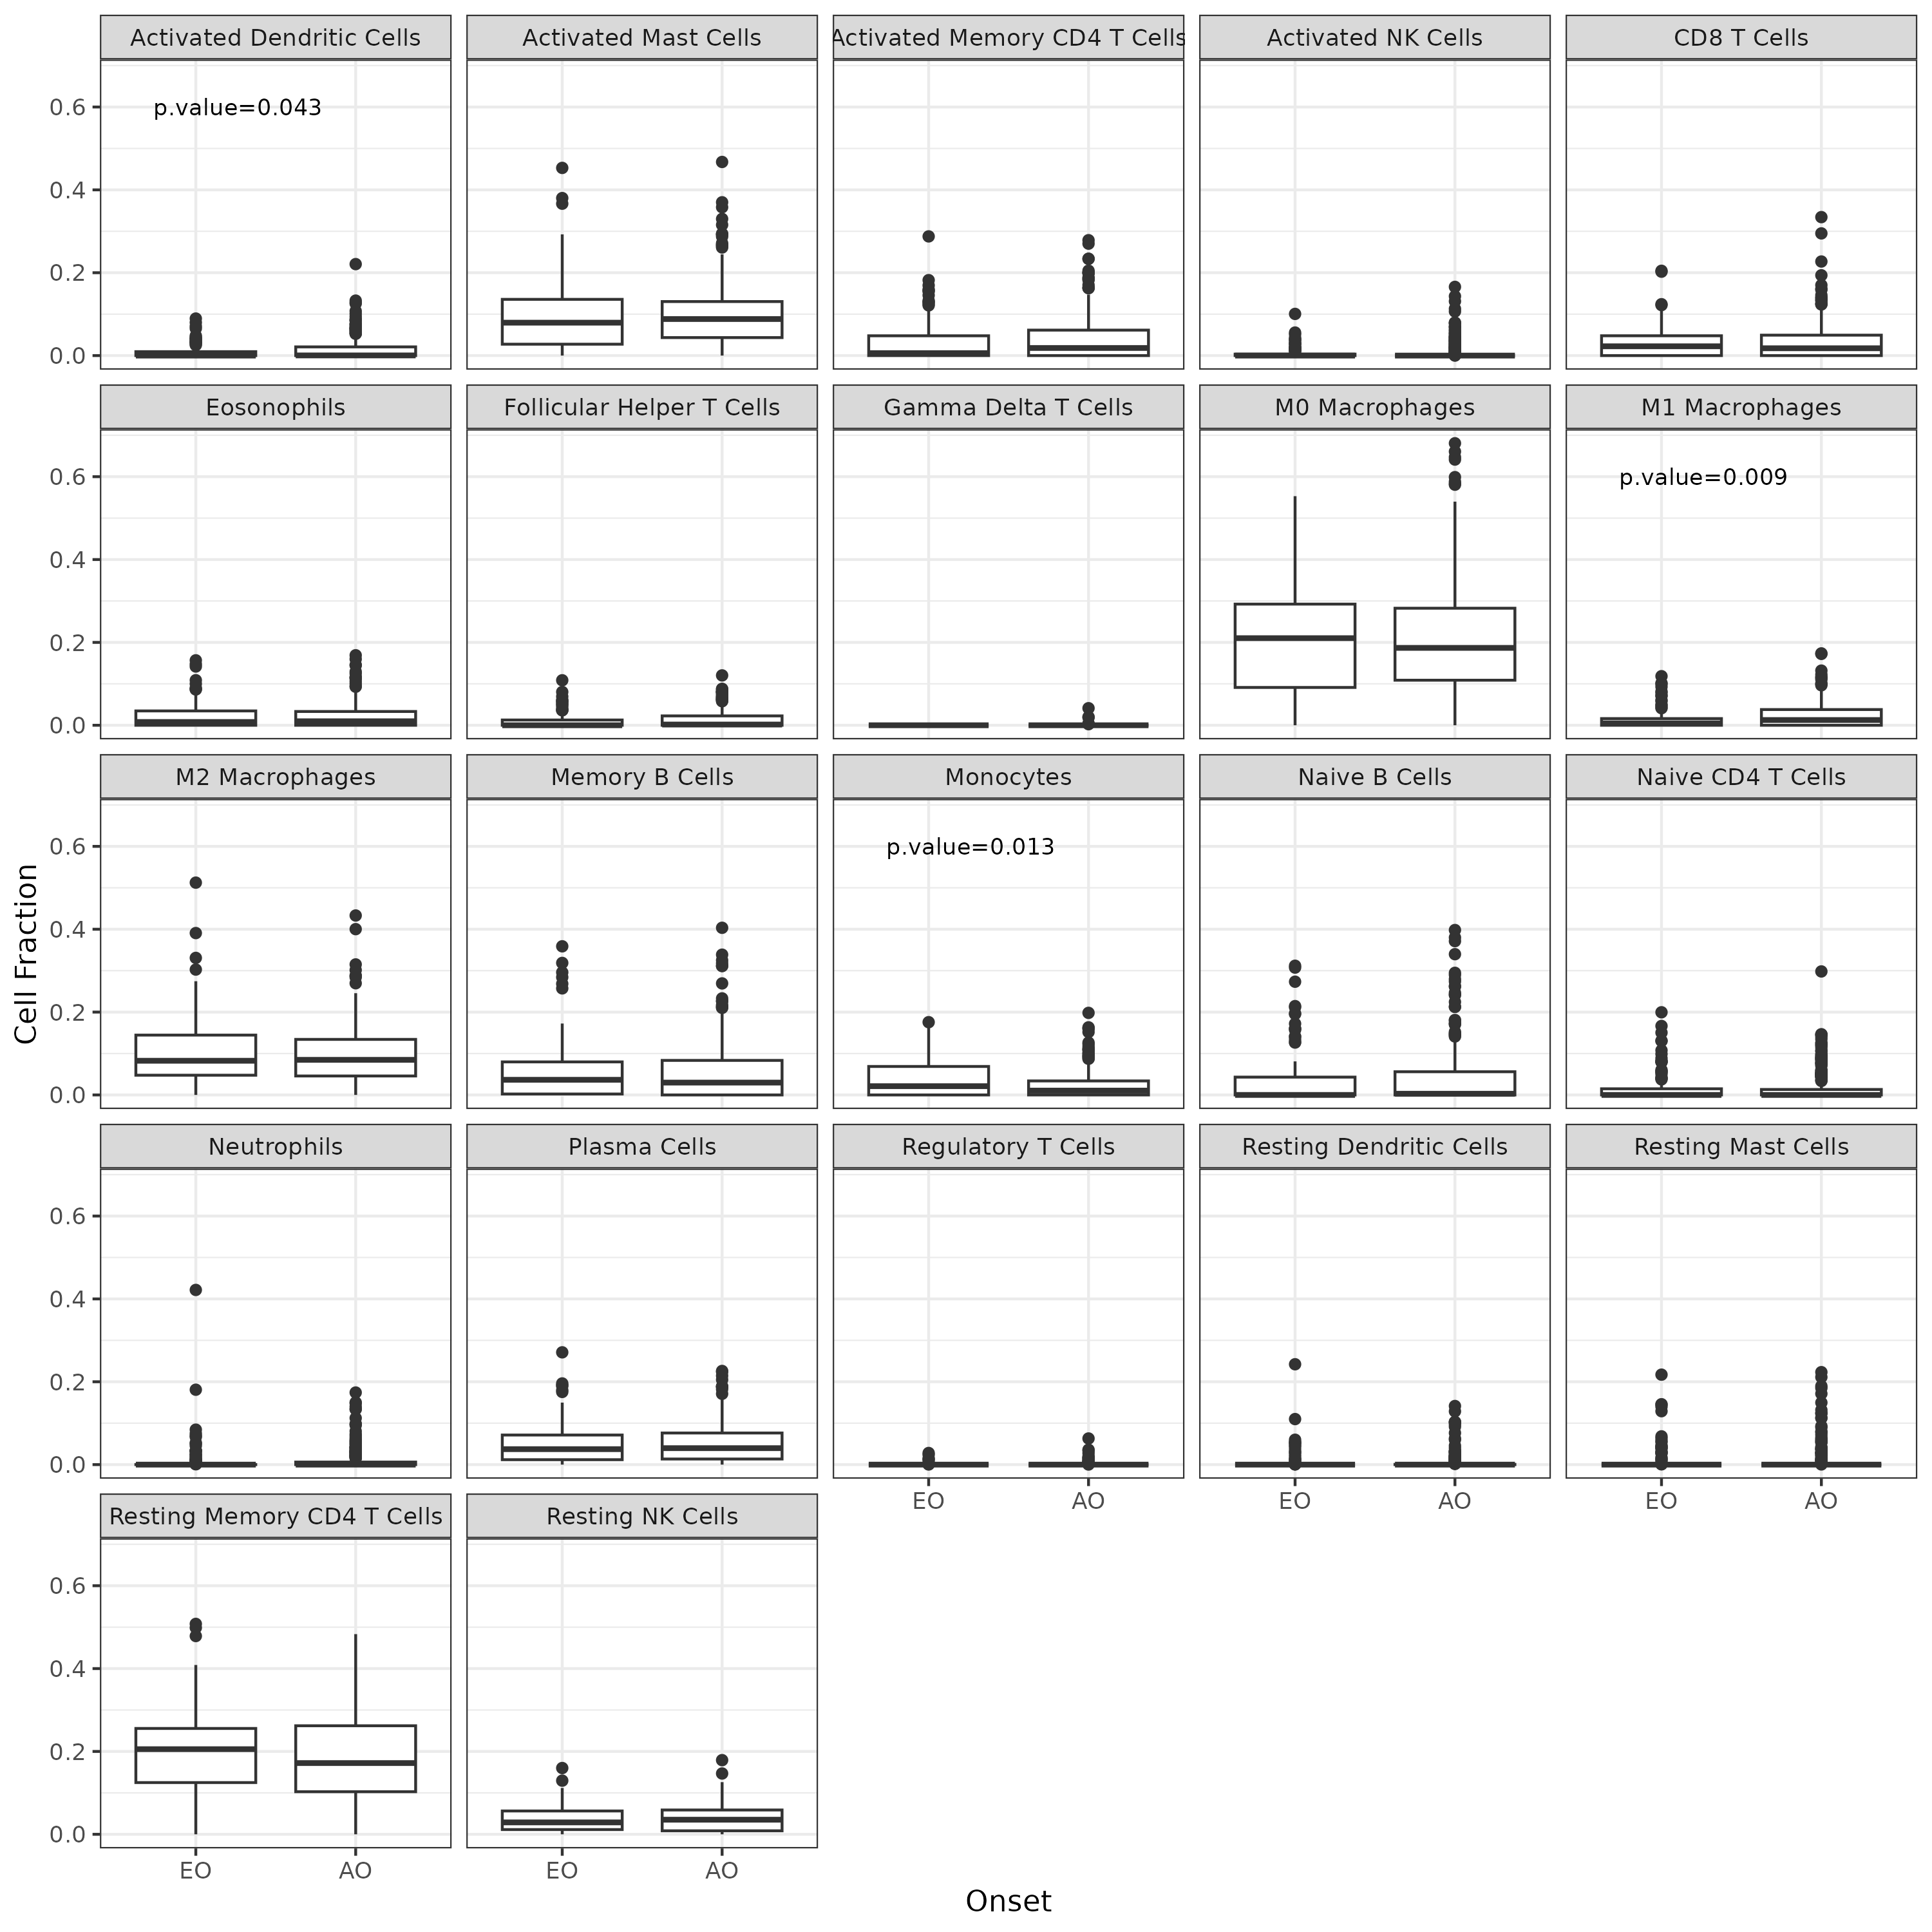 Activated Dendritic Cells
Activated Mast Cells
Activated Memory CD4 T Cells
Activated NK Cells
CD8 T Cells
0.6
0.4
0.2
0.0
p.value=0.043
Eosonophils
Follicular Helper T Cells
Gamma Delta T Cells
M0 Macrophages
M1 Macrophages
0.6
0.4
0.2
0.0
p.value=0.009
M2 Macrophages
Memory B Cells
Monocytes
Naive B Cells
Naive CD4 T Cells
0.6
0.4
0.2
0.0
p.value=0.013
Cell Fraction
Neutrophils
Plasma Cells
Regulatory T Cells
Resting Dendritic Cells
Resting Mast Cells
0.6
0.4
0.2
0.0
EO
AO
EO
AO
EO
AO
Resting Memory CD4 T Cells
Resting NK Cells
0.6
0.4
0.2
0.0
EO
AO
EO
AO
Onset